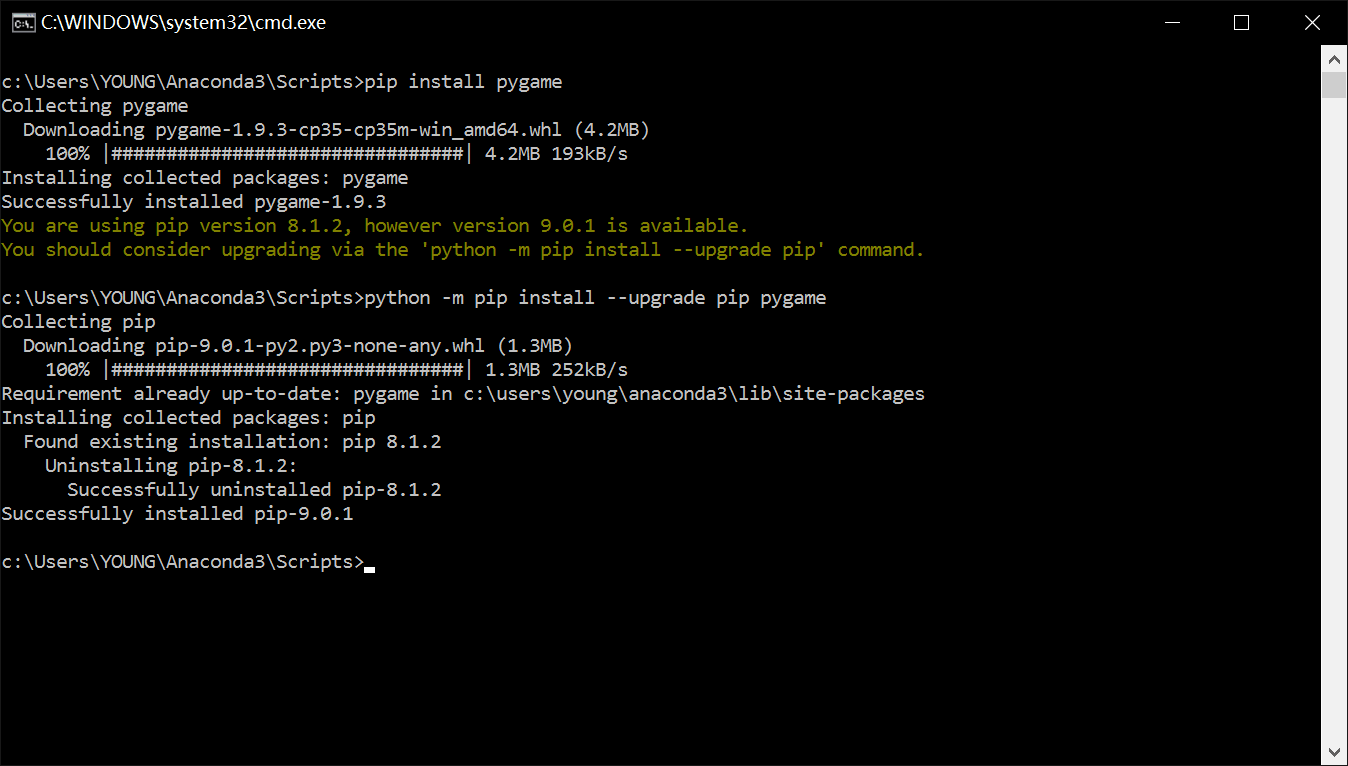 C:\WINDOWS\system32\cmd.exe
c:\Users\YOUNG\Anaconda3\Scripts>pip install pygame
Collecting pygame
  Downloading pygame-1.9.3-cp35-cp35m-win_amd64.whl (4.2MB)
    100% |################################| 4.2MB 193kB/s
Installing collected packages: pygame
Successfully installed pygame-1.9.3
You are using pip version 8.1.2, however version 9.0.1 is available.
You should consider upgrading via the 'python -m pip install --upgrade pip' command.
c:\Users\YOUNG\Anaconda3\Scripts>python -m pip install --upgrade pip pygame
Collecting pip
  Downloading pip-9.0.1-py2.py3-none-any.whl (1.3MB)
    100% |################################| 1.3MB 252kB/s
Requirement already up-to-date: pygame in c:\users\young\anaconda3\lib\site-packages
Installing collected packages: pip
  Found existing installation: pip 8.1.2
    Uninstalling pip-8.1.2:
      Successfully uninstalled pip-8.1.2
Successfully installed pip-9.0.1
c:\Users\YOUNG\Anaconda3\Scripts>